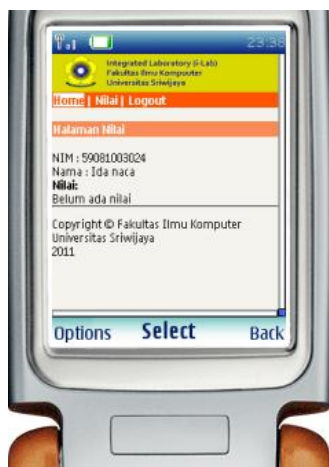 23:38
Integrated Laboratory (i-Lab)
Fakultas Ilmu Komputer
Universitas Sriwijaya
Home | Nilai | Logout
Halaman Nilai
NIM : 59081003024
Nama : Ida naca
Nilai:
Belum ada nilai
Copyright © Fakultas Ilmu Komputer
Universitas Sriwijaya
2011
Options Select Back